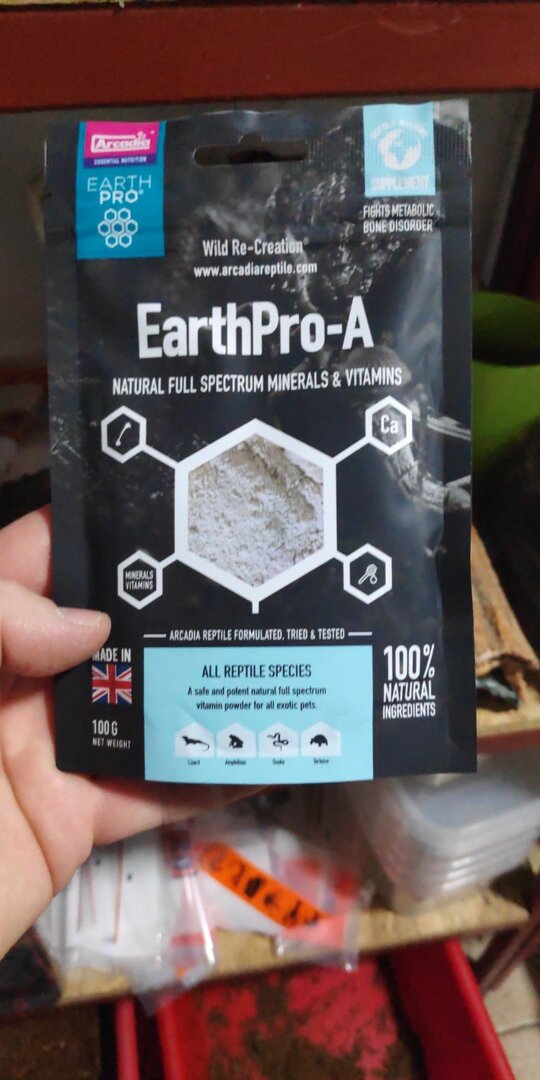 Arcadia
ESSENTIAL NUTRITION
EARTH
PRO
SUPPLEMENT
FIGHTS METABOLIC
BONE DISORDER
Wild Re-Creation
www.arcadiareptile.com
EarthPro-A
NATURAL FULL SPECTRUM MINERALS & VITAMINS
Ca
MINERALS
VITAMINS
ARCADIA REPTILE FORMULATED, TRIED & TESTED
MADE IN
100 G
NET WEIGHT
ALL REPTILE SPECIES
A safe and potent natural full spectrum
vitamin powder for all exotic pets.
Lizard Amphibian Snake Tortoise
100%
NATURAL
INGREDIENTS